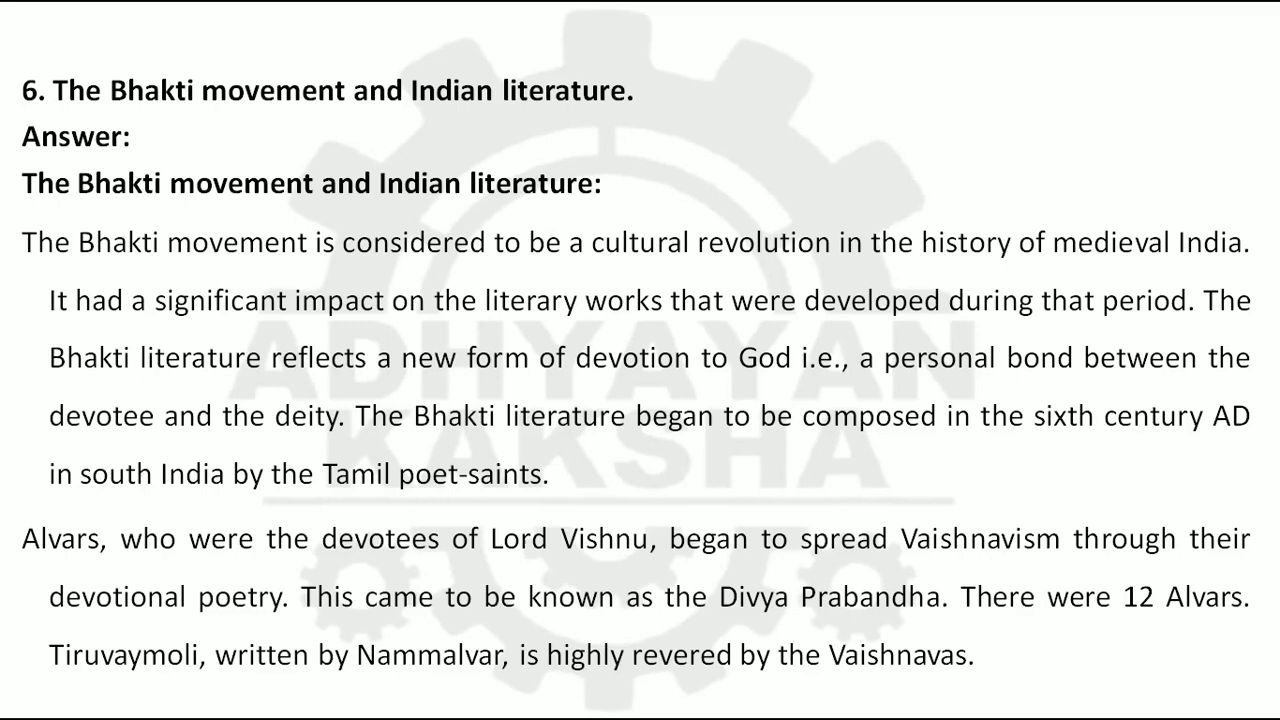 6. The Bhakti movement and Indian literature.
Answer:
The Bhakti movement and Indian literature:
The Bhakti movement is considered to be a cultural revolution in the history of medieval India.
It had a significant impact on the literary works that were developed during that period. The
Bhakti literature reflects a new form of devotion to God i.e., a personal bond between the
devotee and the deity. The Bhakti literature began to be composed in the sixth century AD
in south India by the Tamil poet-saints.
Alvars, who were the devotees of Lord Vishnu, began to spread Vaishnavism through their
devotional poetry. This came to be known as the Divya Prabandha. There were 12 Alvars.
Tiruvaymoli, written by Nammalvar, is highly revered by the Vaishnavas.
ADHYAYAN
KAKSHA